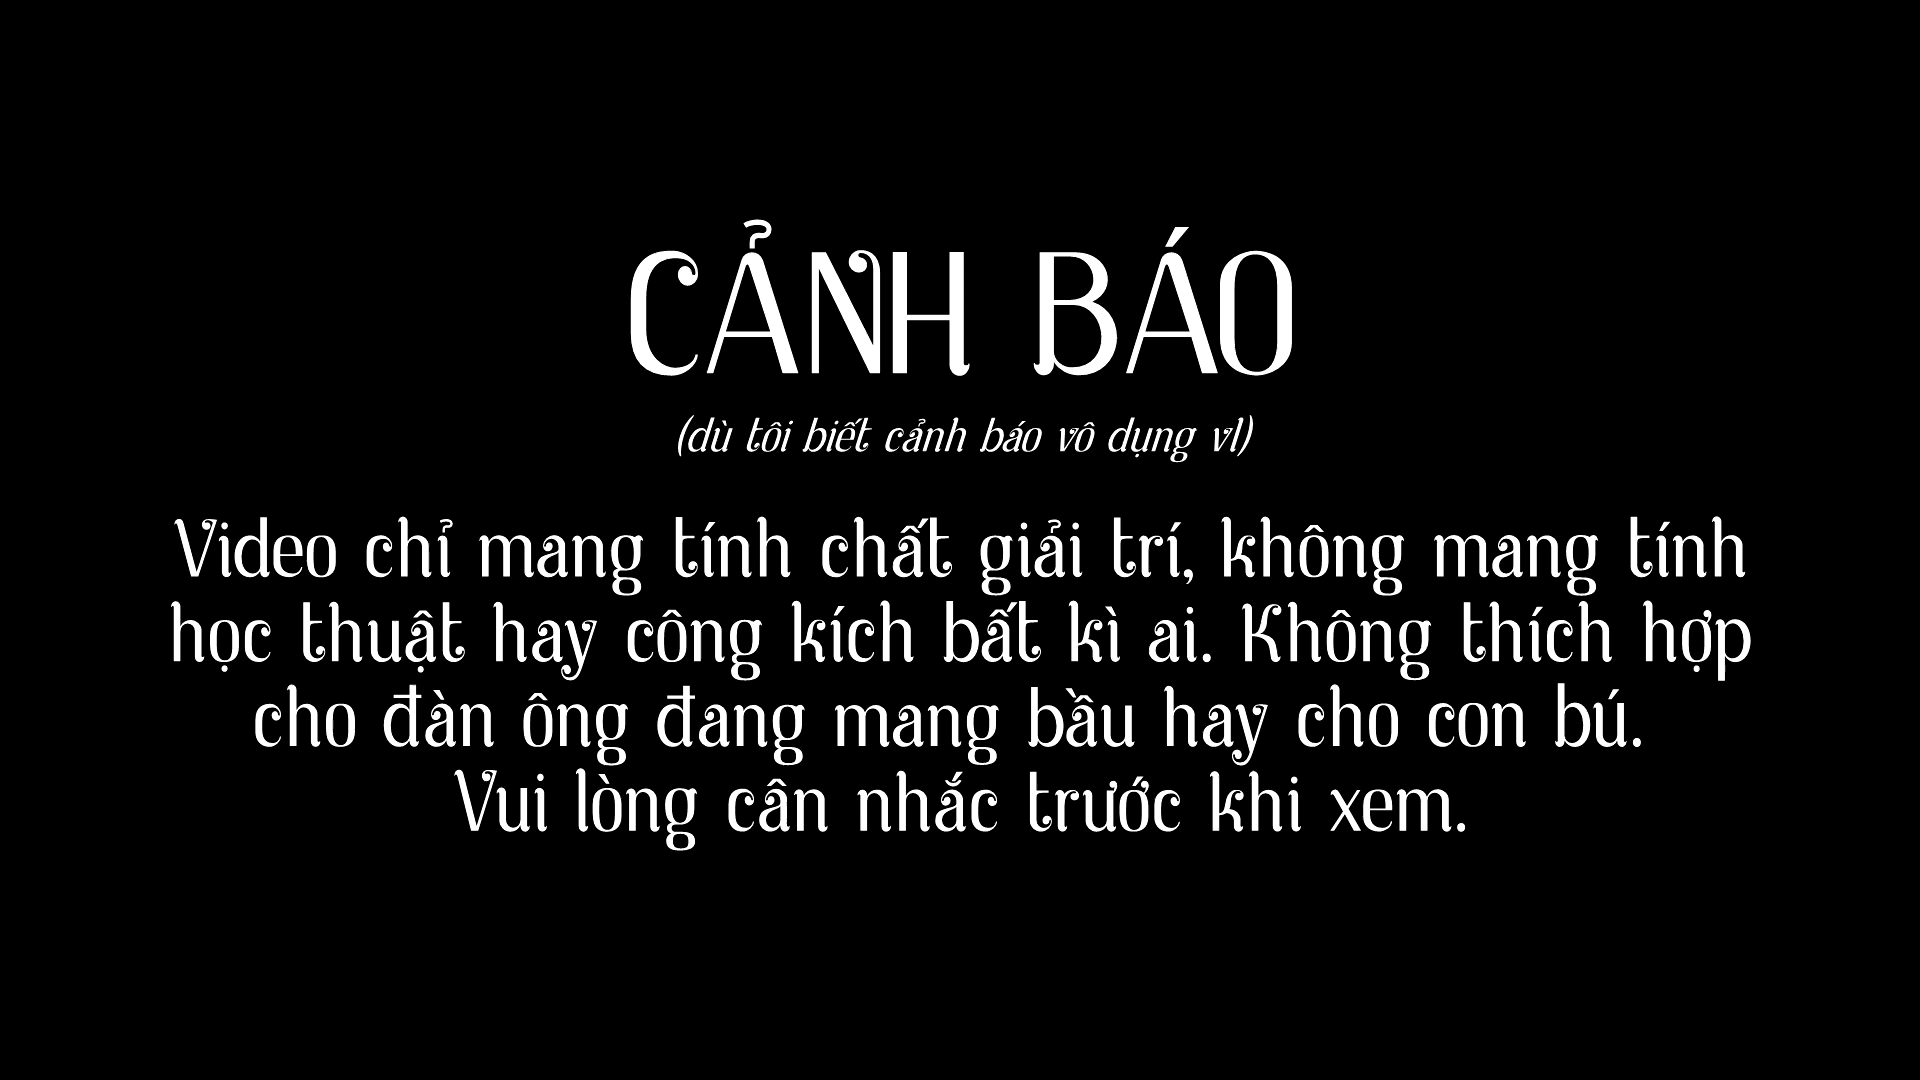 CẢNH BÁO
(dù tôi biết cảnh báo vô dụng vl)
Video chỉ mang tính chất giải trí, không mang tính
học thuật hay công kích bất kì ai. Không thích hợp
cho đàn ông đang mang bầu hay cho con bú.
Vui lòng cân nhắc trước khi xem.